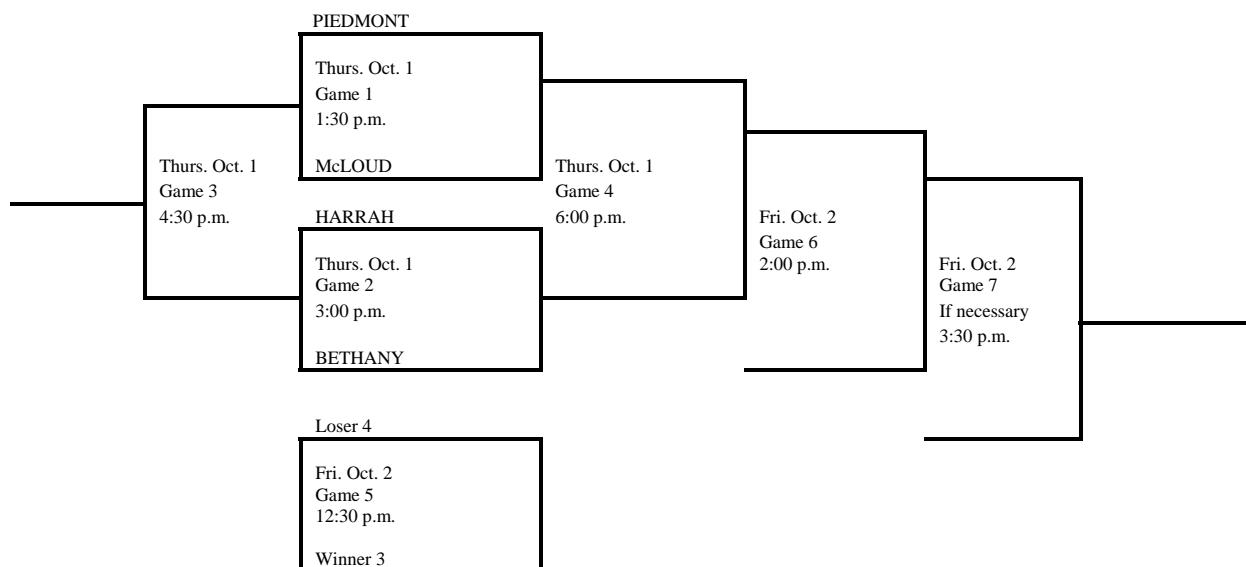 PIEDMONT
Thurs. Oct. 1
Game 1
1:30 p.m.
McLOUD
Thurs. Oct. 1
Game 3
4:30 p.m.
HARRAH
Thurs. Oct. 1
Game 2
3:00 p.m.
BETHANY
Thurs. Oct. 1
Game 4
6:00 p.m.
Fri. Oct. 2
Game 6
2:00 p.m.
Fri. Oct. 2
Game 7
If necessary
3:30 p.m.
Loser 4
Fri. Oct. 2
Game 5
12:30 p.m.
Winner 3